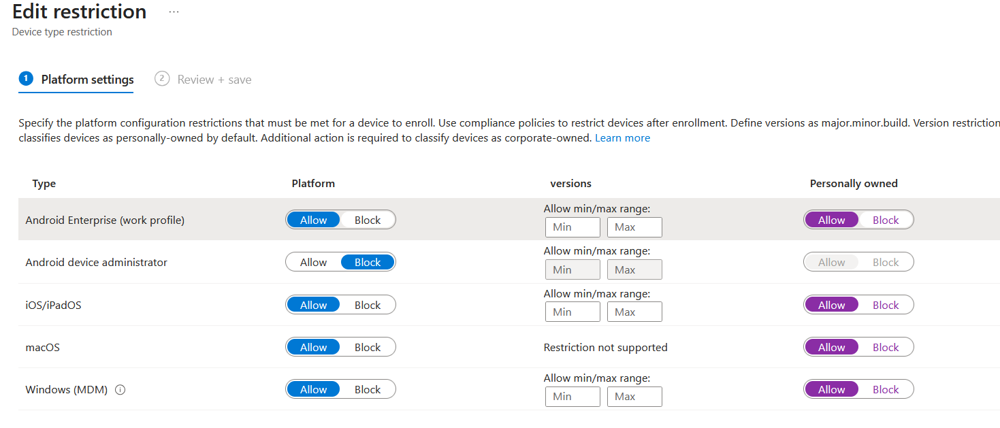 Edit restriction ...
Device type restriction
1 Platform settings 2 Review + save
Specify the platform configuration restrictions that must be met for a device to enroll. Use compliance policies to restrict devices after enrollment. Define versions as major.minor.build. Version restriction
classifies devices as personally-owned by default. Additional action is required to classify devices as corporate-owned. Learn more
Type Platform versions Personally owned
Allow min/max range:
Android Enterprise (work profile) Allow Block Min Max Allow Block
Allow min/max range:
Android device administrator Allow Block Min Max Allow Block
Allow min/max range:
iOS/iPadOS Allow Block Min Max Allow Block
macOS Allow Block Restriction not supported Allow Block
Allow min/max range:
Windows (MDM) Allow Block Min Max Allow Block